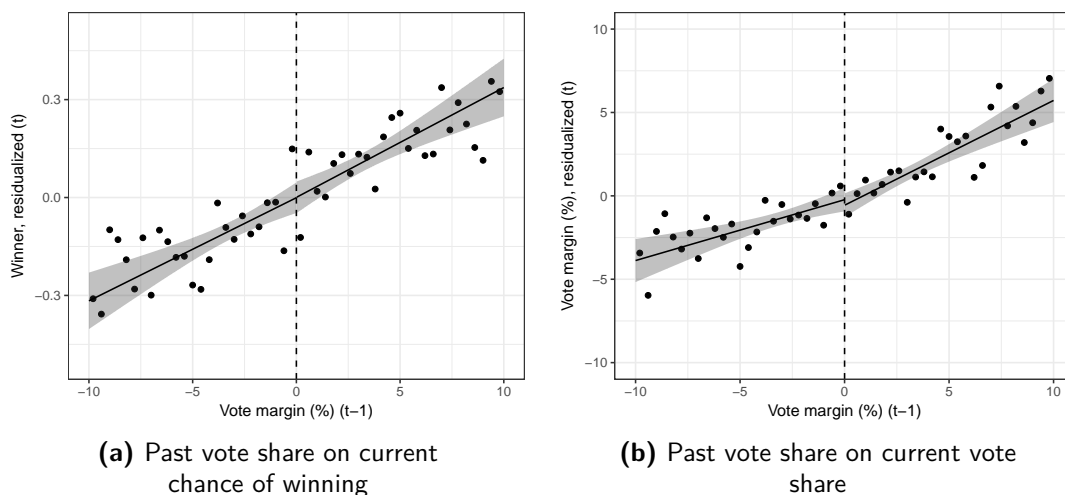 Winner, residualized (t)
0.3
0.0
−0.3
−10
−5
0
5
10
Vote margin (%) (t−1)
(a) Past vote share on current
chance of winning
Vote margin (%), residualized (t)
10
5
0
−5
−10
−10
−5
0
5
10
Vote margin (%) (t−1)
(b) Past vote share on current vote
share